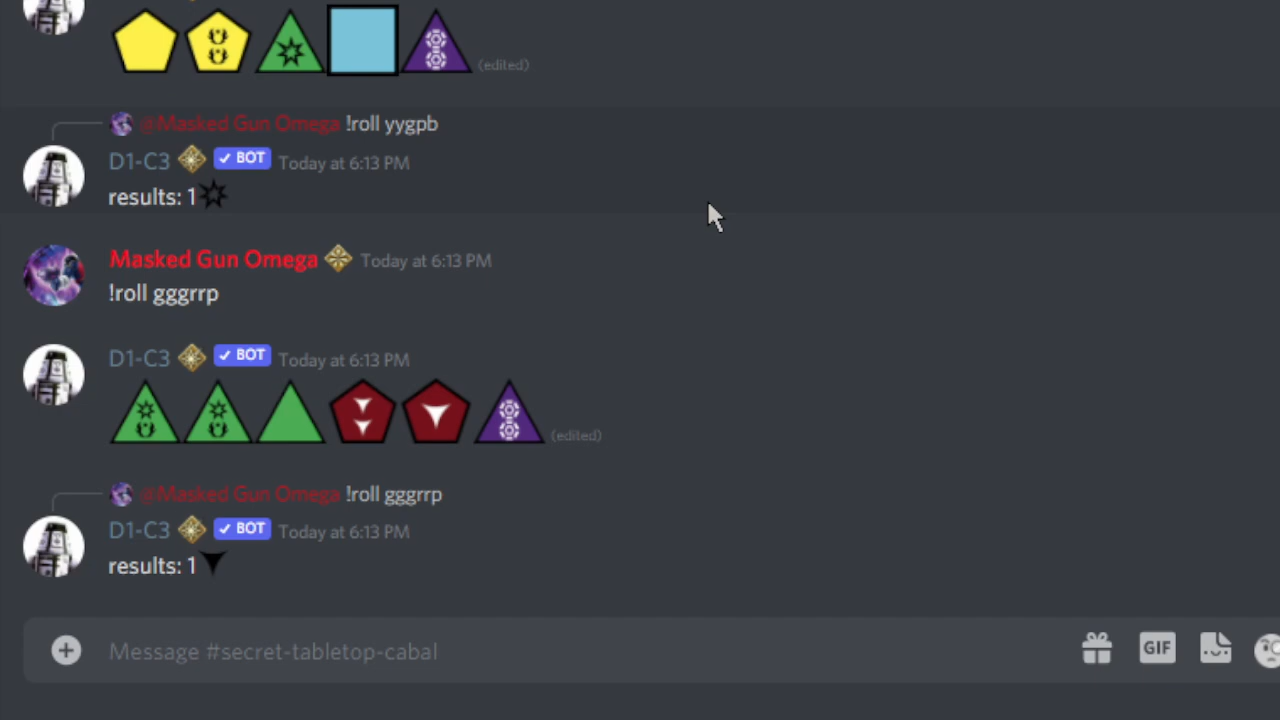 (edited)
@Masked Gun Omega !roll yygpb
D1-C3 ✓ BOT Today at 6:13 PM
results: 1
Masked Gun Omega Today at 6:13 PM
!roll gggrrp
D1-C3 ✓ BOT Today at 6:13 PM
(edited)
@Masked Gun Omega !roll gggrrp
D1-C3 ✓ BOT Today at 6:13 PM
results: 1
Message #secret-tabletop-cabal GIF